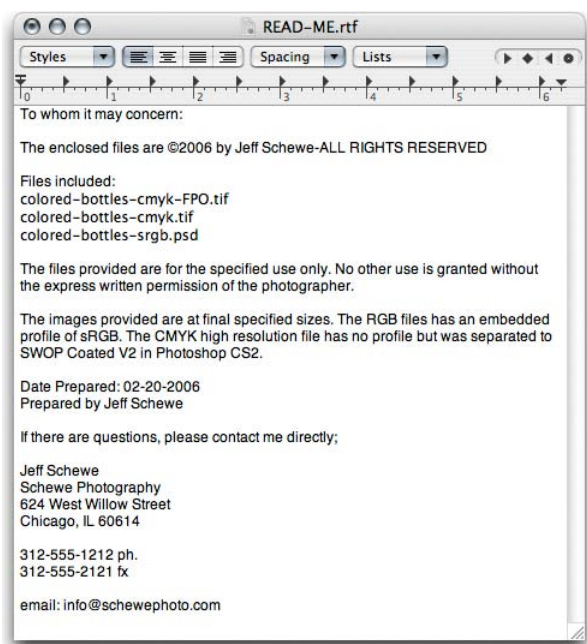 READ-ME.rtf
Styles Spacing Lists
0 1 2 3 4 5 6
To whom it may concern:
The enclosed files are ©2006 by Jeff Schewe-ALL RIGHTS RESERVED
Files included:
colored-bottles-cmyk-FPO.tif
colored-bottles-cmyk.tif
colored-bottles-srgb.psd
The files provided are for the specified use only. No other use is granted without
the express written permission of the photographer.
The images provided are at final specified sizes. The RGB files has an embedded
profile of sRGB. The CMYK high resolution file has no profile but was separated to
SWOP Coated V2 in Photoshop CS2.
Date Prepared: 02-20-2006
Prepared by Jeff Schewe
If there are questions, please contact me directly;
Jeff Schewe
Schewe Photography
624 West Willow Street
Chicago, IL 60614
312-555-1212 ph.
312-555-2121 fx
email: info@schewephoto.com